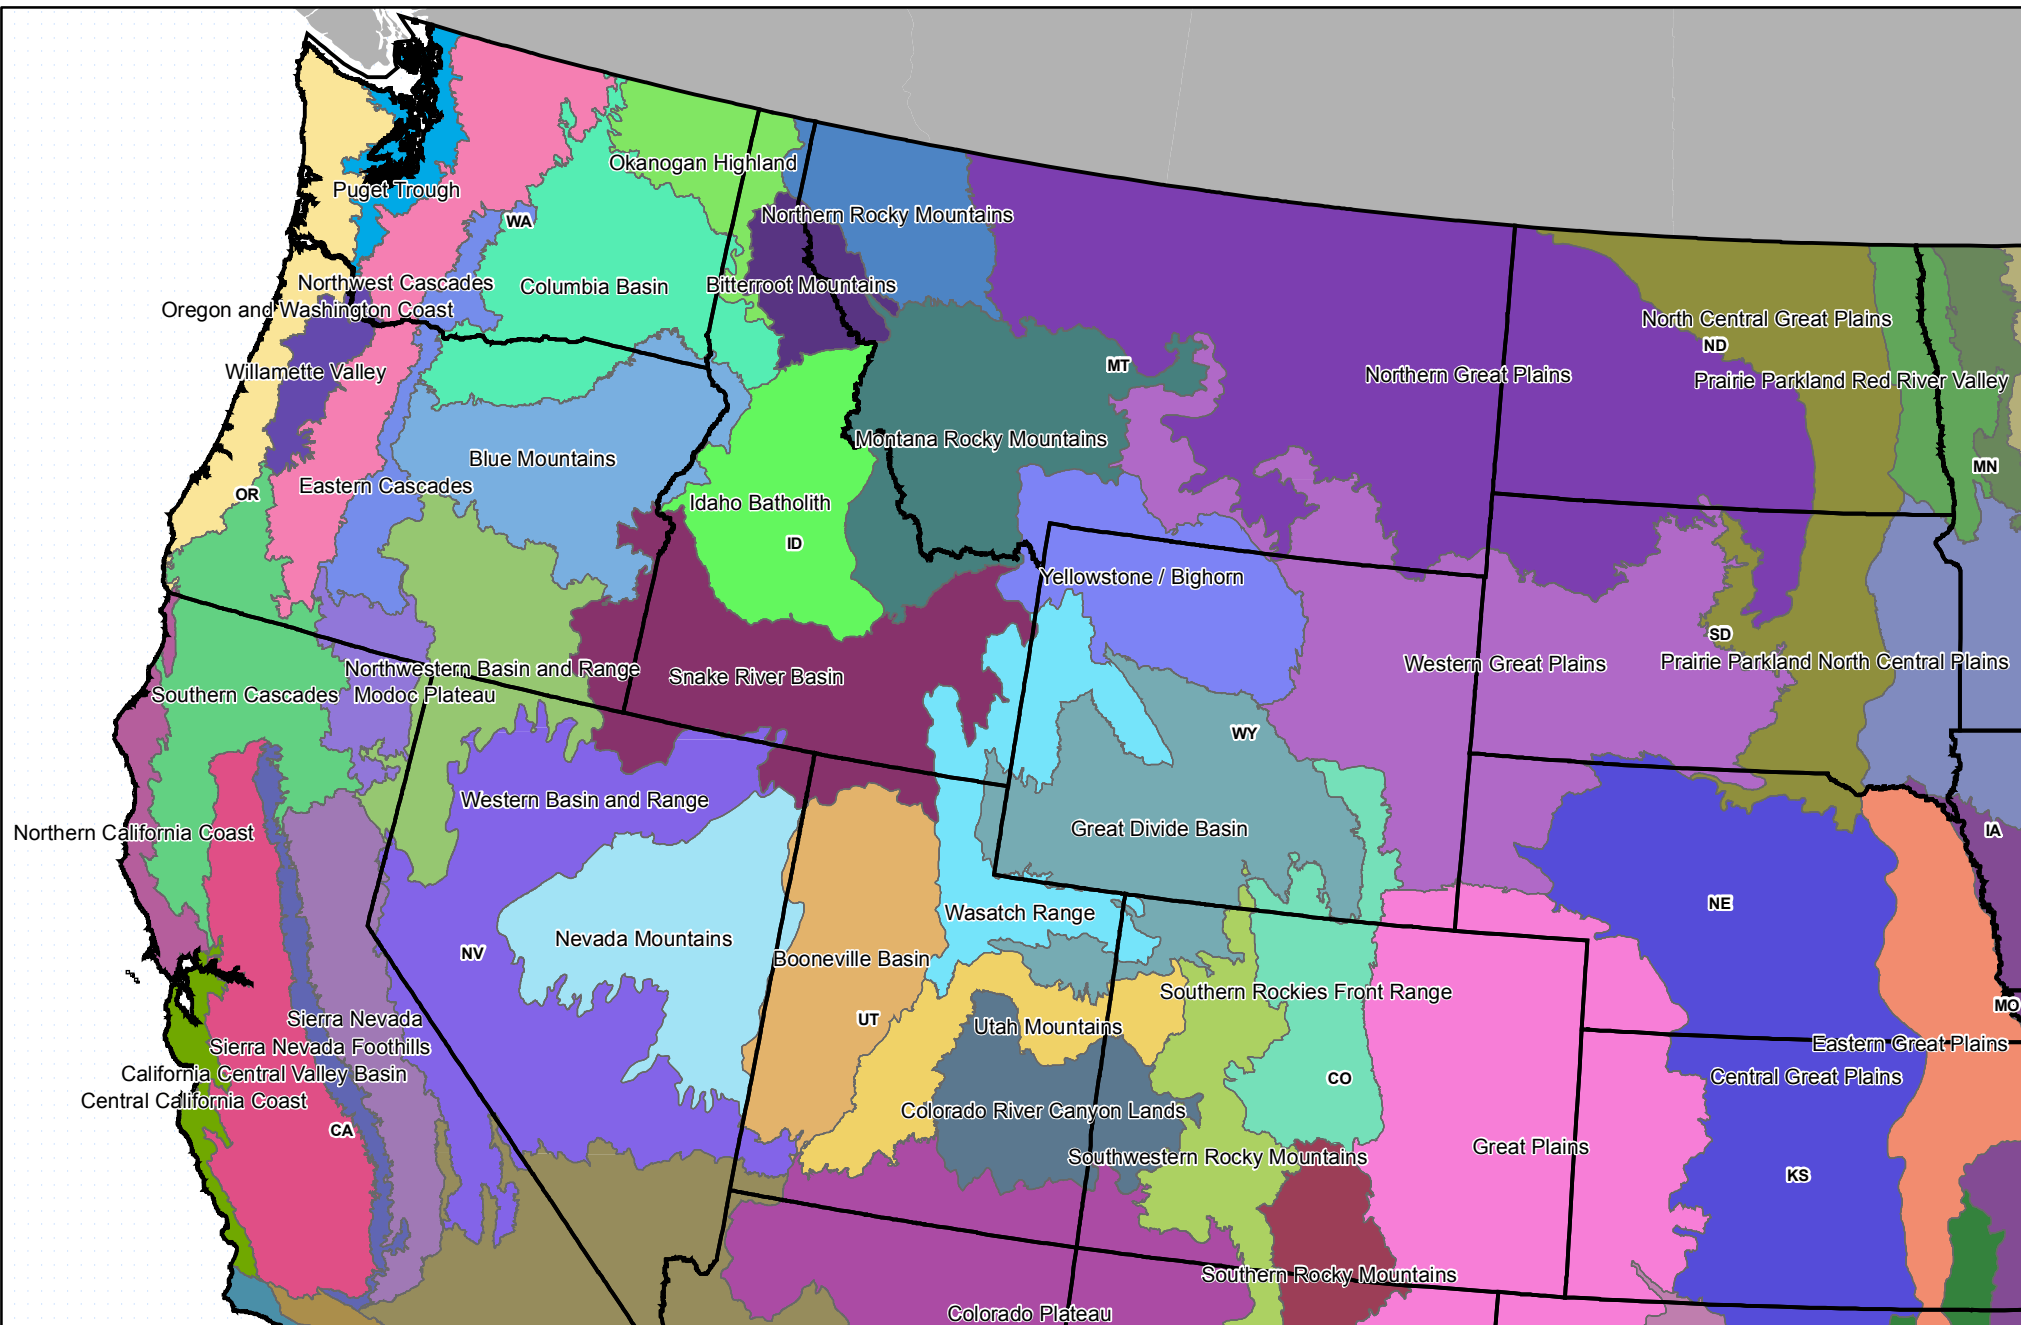 Okanogan Highland
Puget Trough
Northern Rocky Mountains
WA
Northwest Cascades
Columbia Basin
Bitterroot Mountains
Oregon and Washington Coast
North Central Great Plains
ND
Willamette Valley
MT
Northern Great Plains
Prairie Parkland Red River Valley
Montana Rocky Mountains
Blue Mountains
MN
Eastern Cascades
OR
Idaho Batholith
ID
Yellowstone / Bighorn
SD
Northwestern Basin and Range
Snake River Basin
Western Great Plains
Prairie Parkland North Central Plains
Southern Cascades
Modoc Plateau
WY
Western Basin and Range
Northern California Coast
Great Divide Basin
IA
NE
Wasatch Range
Nevada Mountains
NV
Booneville Basin
Southern Rockies Front Range
MO
Sierra Nevada
UT
Utah Mountains
Sierra Nevada Foothills
Eastern Great Plains
California Central Valley Basin
CO
Central Great Plains
Central California Coast
Colorado River Canyon Lands
CA
Great Plains
Southwestern Rocky Mountains
KS
Southern Rocky Mountains
Colorado Plateau